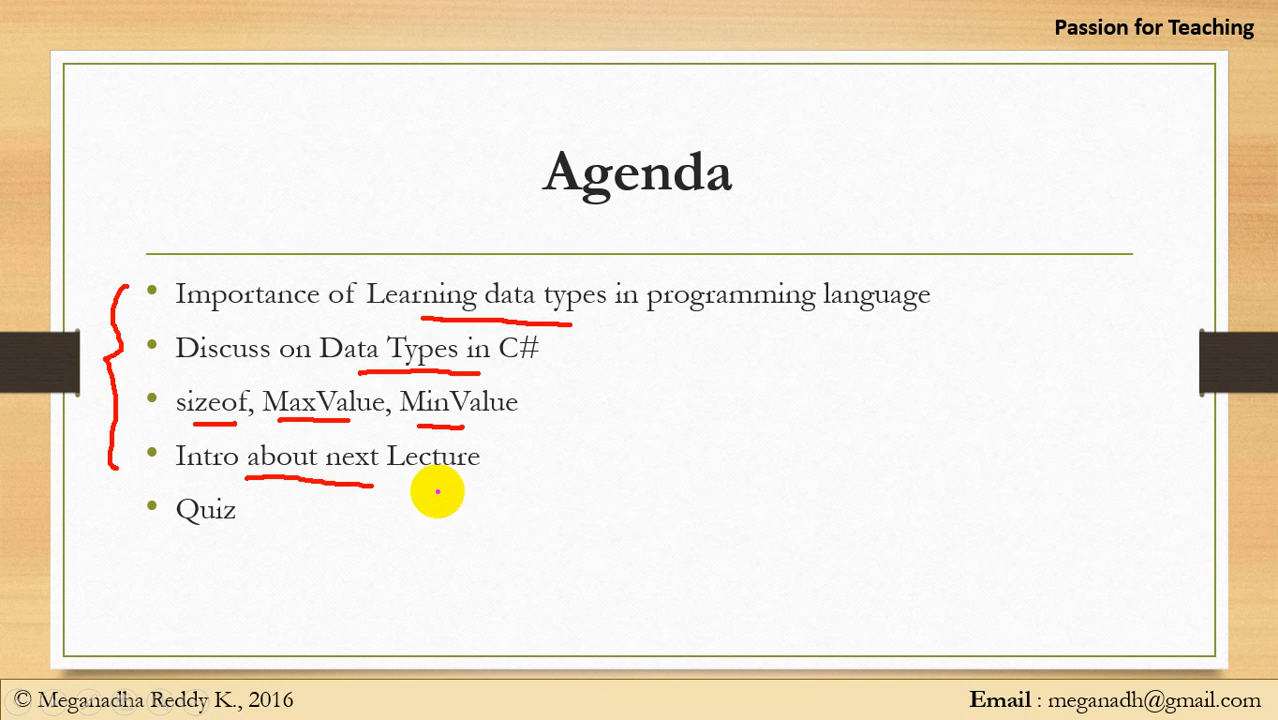 Passion for Teaching
Agenda
• Importance of Learning data types in programming language
• Discuss on Data Types in C#
• sizeof, MaxValue, MinValue
• Intro about next Lecture
• Quiz
© Meganadha Reddy K., 2016
Email : meganadh@gmail.com